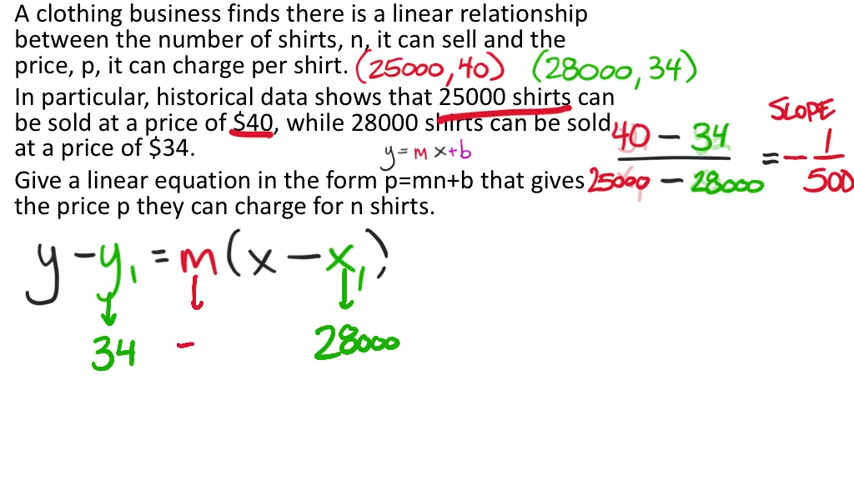 A clothing business finds there is a linear relationship
between the number of shirts, n, it can sell and the
price, p, it can charge per shirt. (25000,40) (28000,34)
In particular, historical data shows that 25000 shirts can
be sold at a price of $40, while 28000 shirts can be sold
at a price of $34.
y=mx+b
SLOPE
40 - 34
25000 - 28000
= - 1
500
Give a linear equation in the form p=mn+b that gives
the price p they can charge for n shirts.
y - y1 = m(x - x1)
34 - 28000